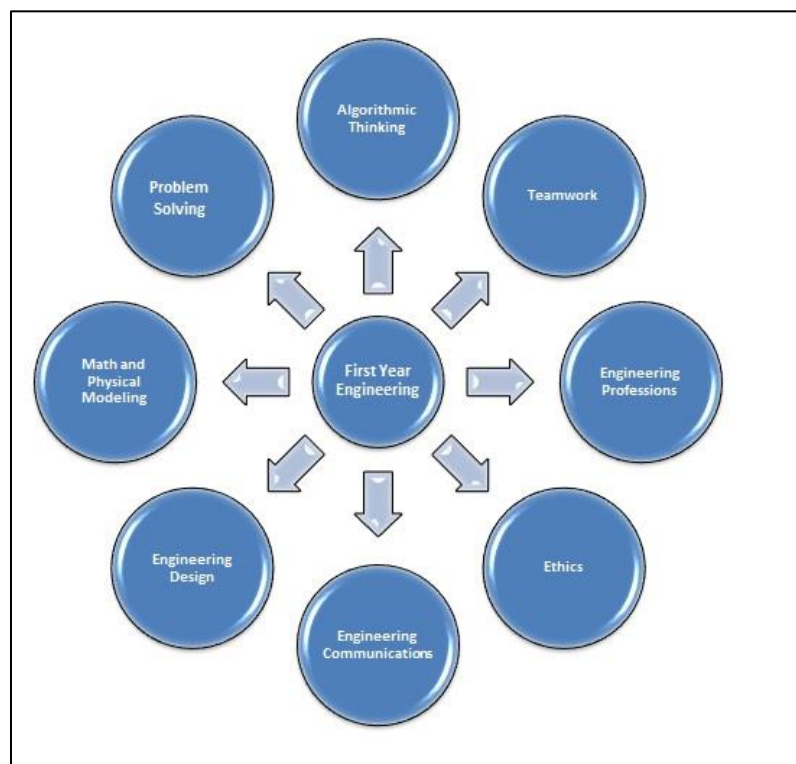 Algorithmic
Thinking
Teamwork
Engineering
Professions
Ethics
Engineering
Communications
Engineering
Design
Math and
Physical
Modeling
Problem
Solving
First Year
Engineering